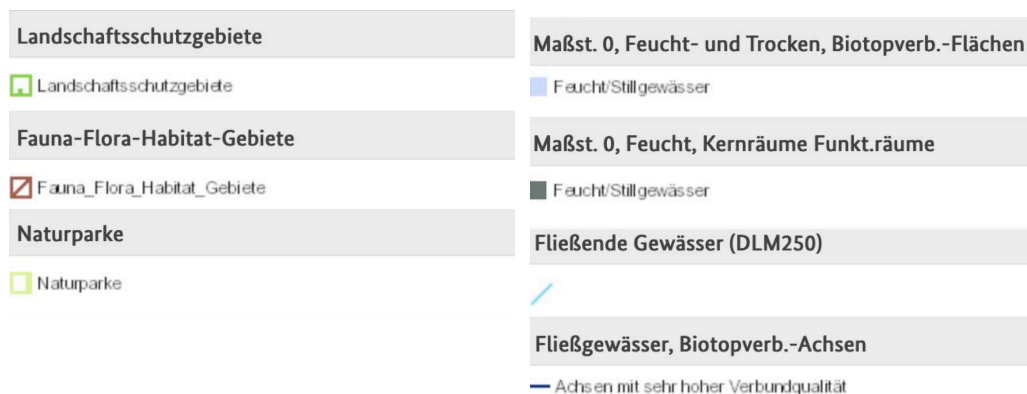 Landschaftsschutzgebiete
Landschaftsschutzgebiete
Fauna-Flora-Habitat-Gebiete
Fauna_Flora_Habitat_Gebiete
Naturparke
Naturparke
Maßst. 0, Feucht- und Trocken, Biotopverb.-Flächen
Feucht/Stillgewässer
Maßst. 0, Feucht, Kernräume Funkt.räume
Feucht/Stillgewässer
Fließende Gewässer (DLM250)
Fließgewässer, Biotopverb.-Achsen
Achsen mit sehr hoher Verbundqualität